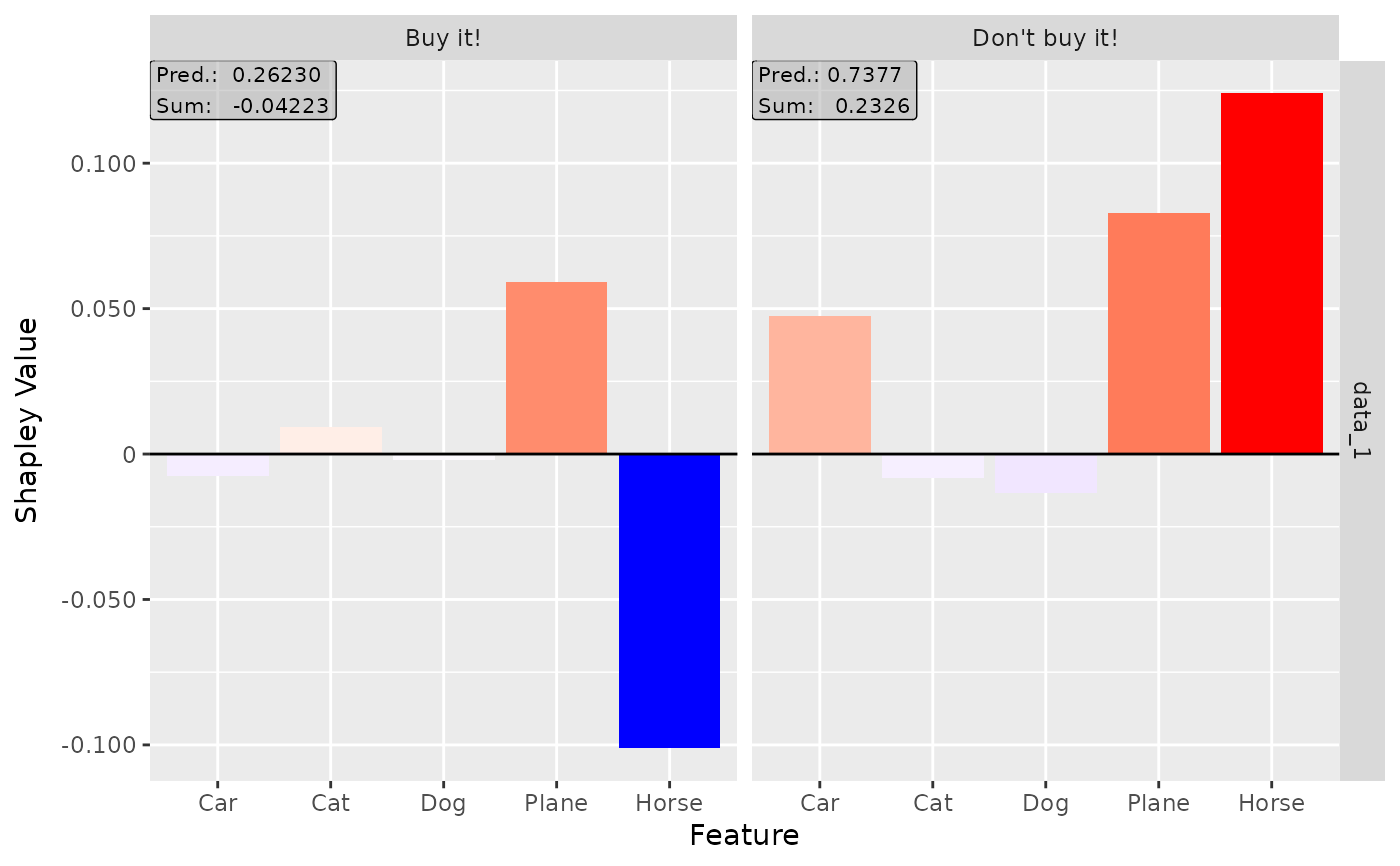 Buy it!
Don't buy it!
Pred.: 0.26230
Sum: -0.04223
Pred.: 0.7377
Sum: 0.2326
0.100
0.050
0
-0.050
-0.100
Shapley Value
data_1
Car Cat Dog Plane Horse
Car Cat Dog Plane Horse
Feature